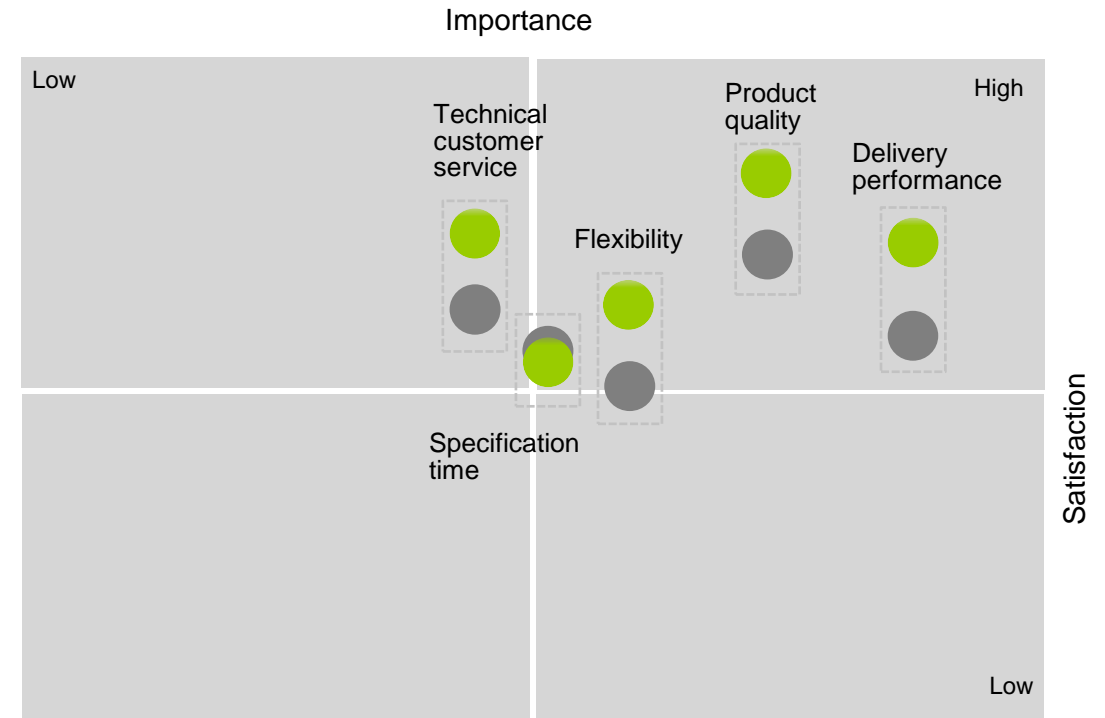 Importance
Low
High
Product
quality
Technical
customer
service
Delivery
performance
Flexibility
Satisfaction
Specification
time
Low